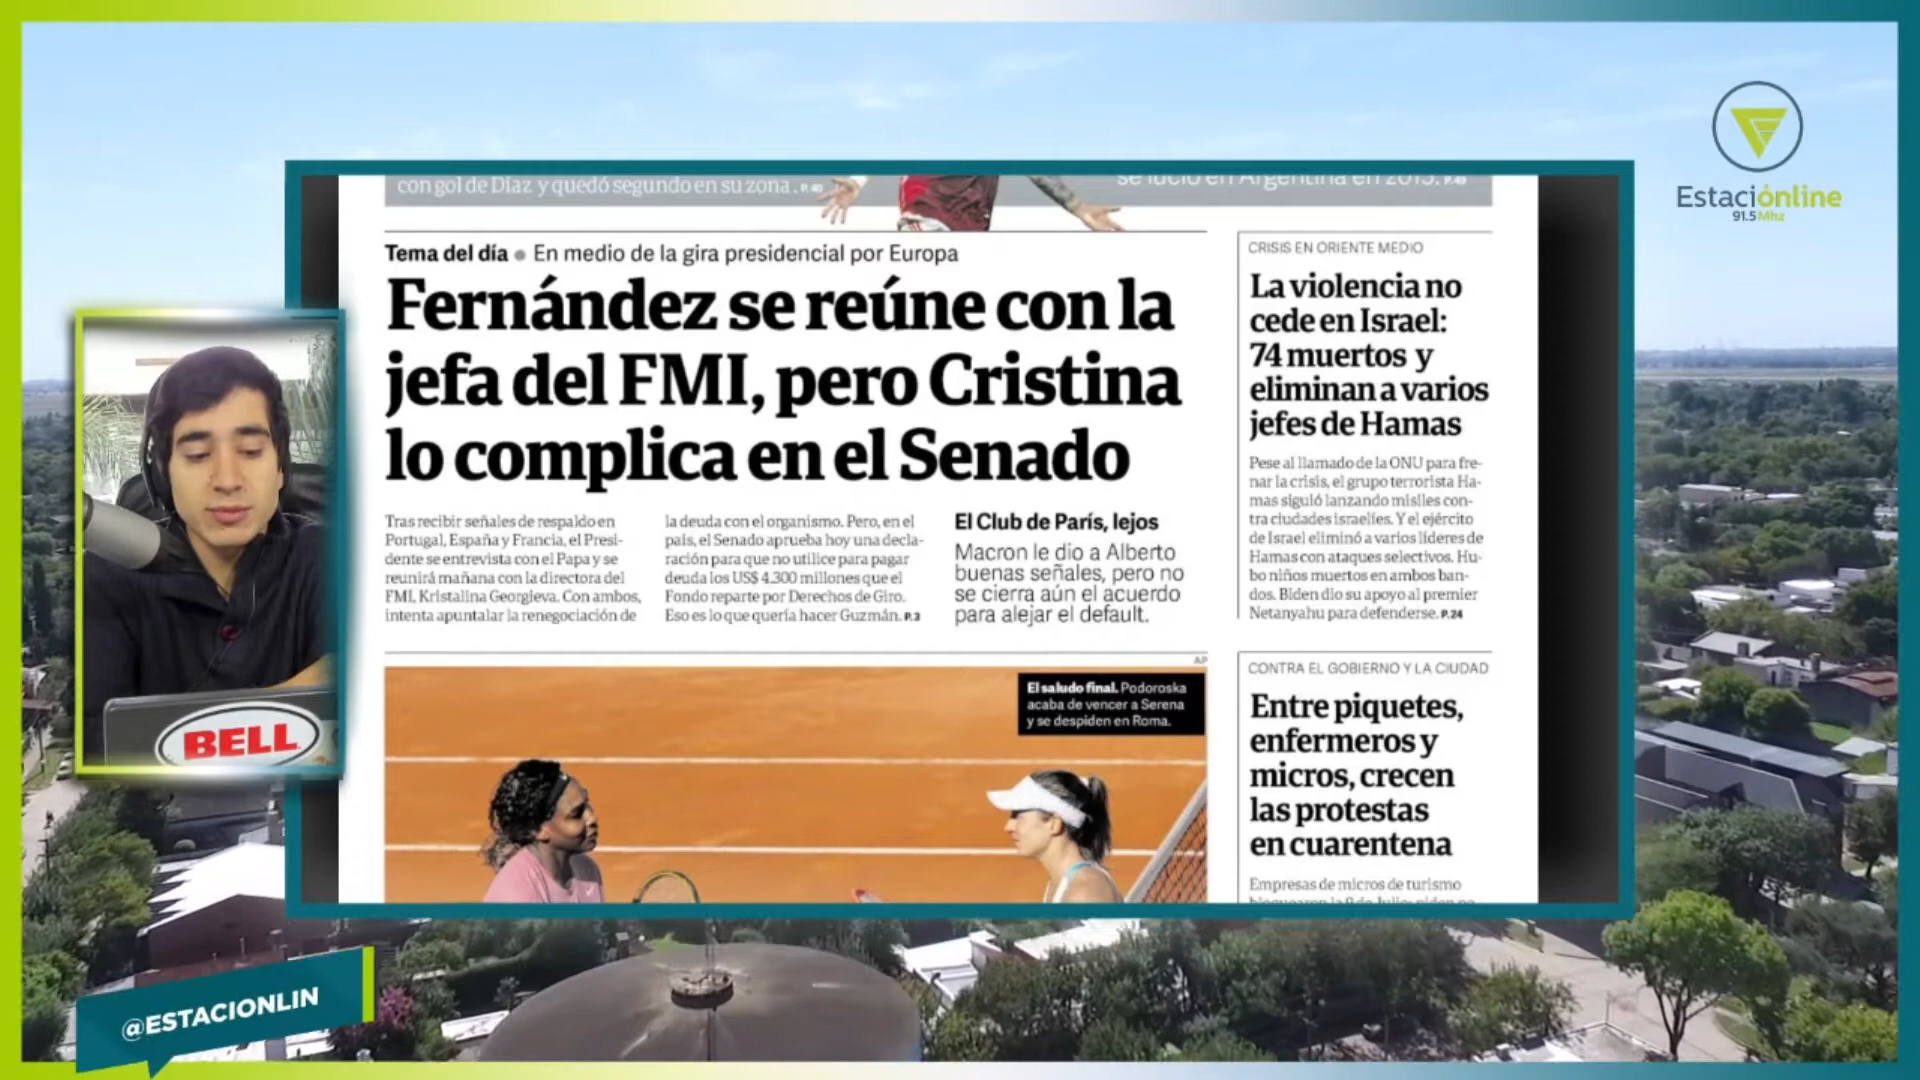 con gol de Díaz y quedó segundo en su zona. P.40
se lució en Argentina en 2015.
Estaciónline
91.5 Mhz
Tema del día • En medio de la gira presidencial por Europa
Fernández se reúne con la
jefa del FMI, pero Cristina
lo complica en el Senado
Tras recibir señales de respaldo en
Portugal, España y Francia, el Presi-
dente se entrevista con el Papa y se
reunirá mañana con la directora del
FMI, Kristalina Georgieva. Con ambos,
intenta apuntalar la renegociación de
la deuda con el organismo. Pero, en el
país, el Senado aprueba hoy una decla-
ración para que no utilice para pagar
deuda los US$ 4.300 millones que el
Fondo reparte por Derechos de Giro.
Eso es lo que quería hacer Guzmán. P.3
El Club de París, lejos
Macron le dio a Alberto
buenas señales, pero no
se cierra aún el acuerdo
para alejar el default.
CRISIS EN ORIENTE MEDIO
La violencia no
cede en Israel:
74 muertos y
eliminan a varios
jefes de Hamas
Pese al llamado de la ONU para fre-
nar la crisis, el grupo terrorista Ha-
mas siguió lanzando misiles con-
tra ciudades israelíes. Y el ejército
de Israel eliminó a varios líderes de
Hamas con ataques selectivos. Hu-
bo niños muertos en ambos ban-
dos. Biden dio su apoyo al premier
Netanyahu para defenderse. P.24
AP
El saludo final. Podoroska
acaba de vencer a Serena
y se despiden en Roma.
CONTRA EL GOBIERNO Y LA CIUDAD
Entre piquetes,
enfermeros y
micros, crecen
las protestas
en cuarentena
Empresas de micros de turismo
BELL
@ESTACIONLIN